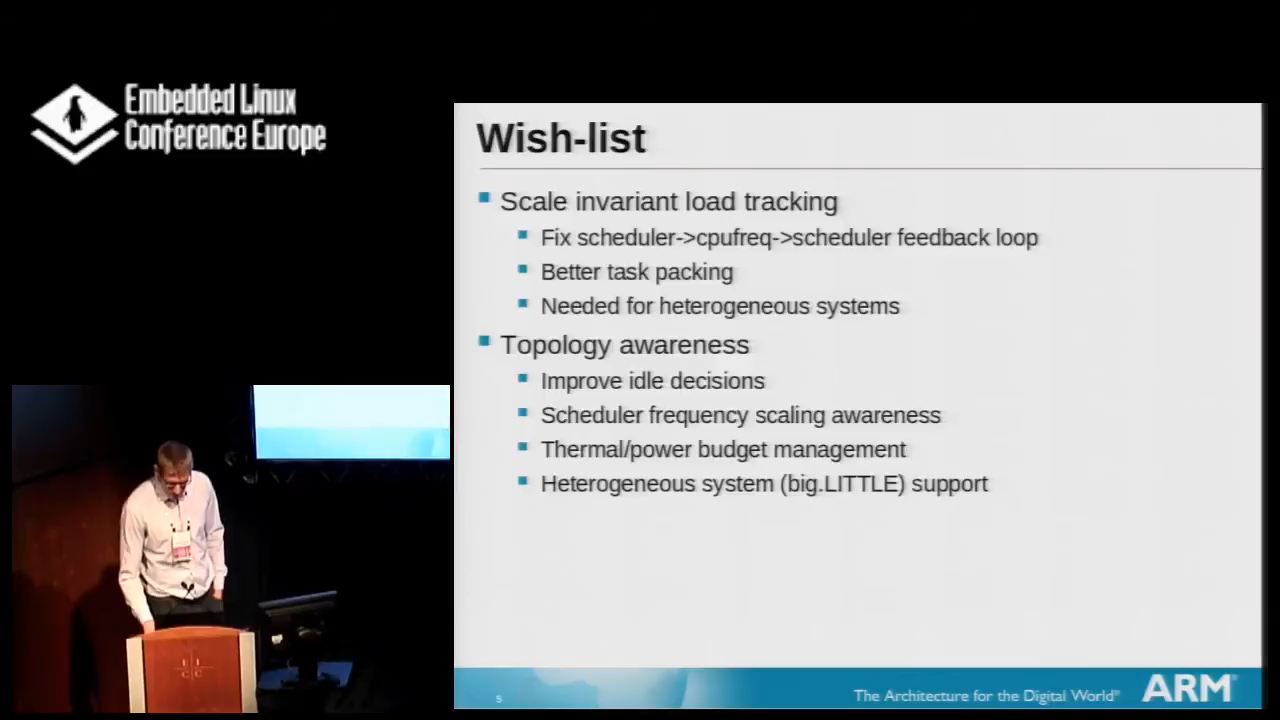 Embedded Linux
Conference Europe
Wish-list
Scale invariant load tracking
Fix scheduler->cpufreq->scheduler feedback loop
Better task packing
Needed for heterogeneous systems
Topology awareness
Improve idle decisions
Scheduler frequency scaling awareness
Thermal/power budget management
Heterogeneous system (big.LITTLE) support
E I
C C
5
The Architecture for the Digital World®
ARM®